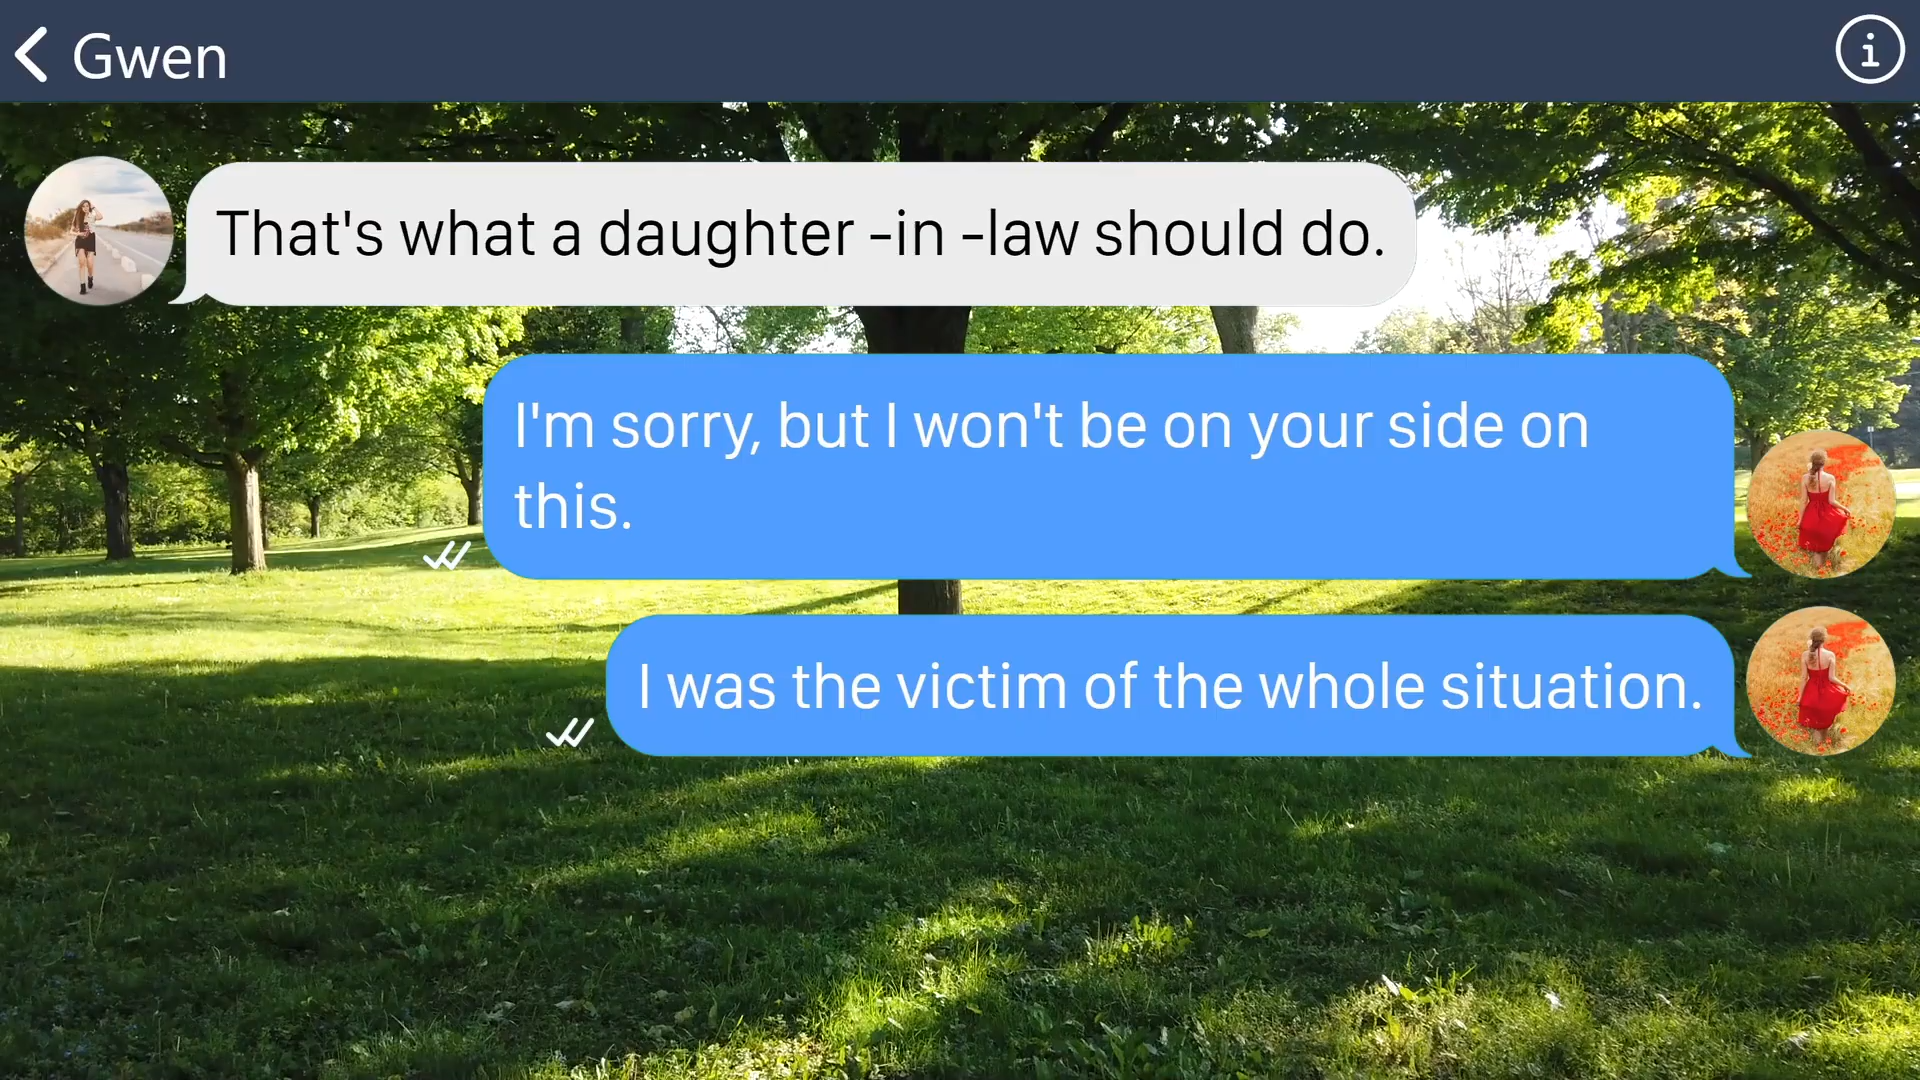 Gwen
That's what a daughter -in -law should do.
I'm sorry, but I won't be on your side on
this.
I was the victim of the whole situation.